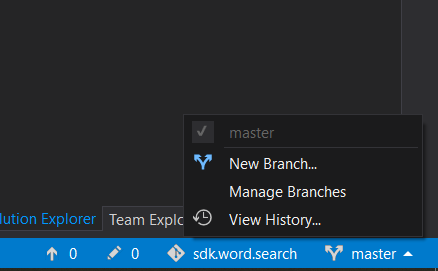 master
New Branch...
Manage Branches
View History...
lution Explorer Team Explo
0 0 sdk.word.search master